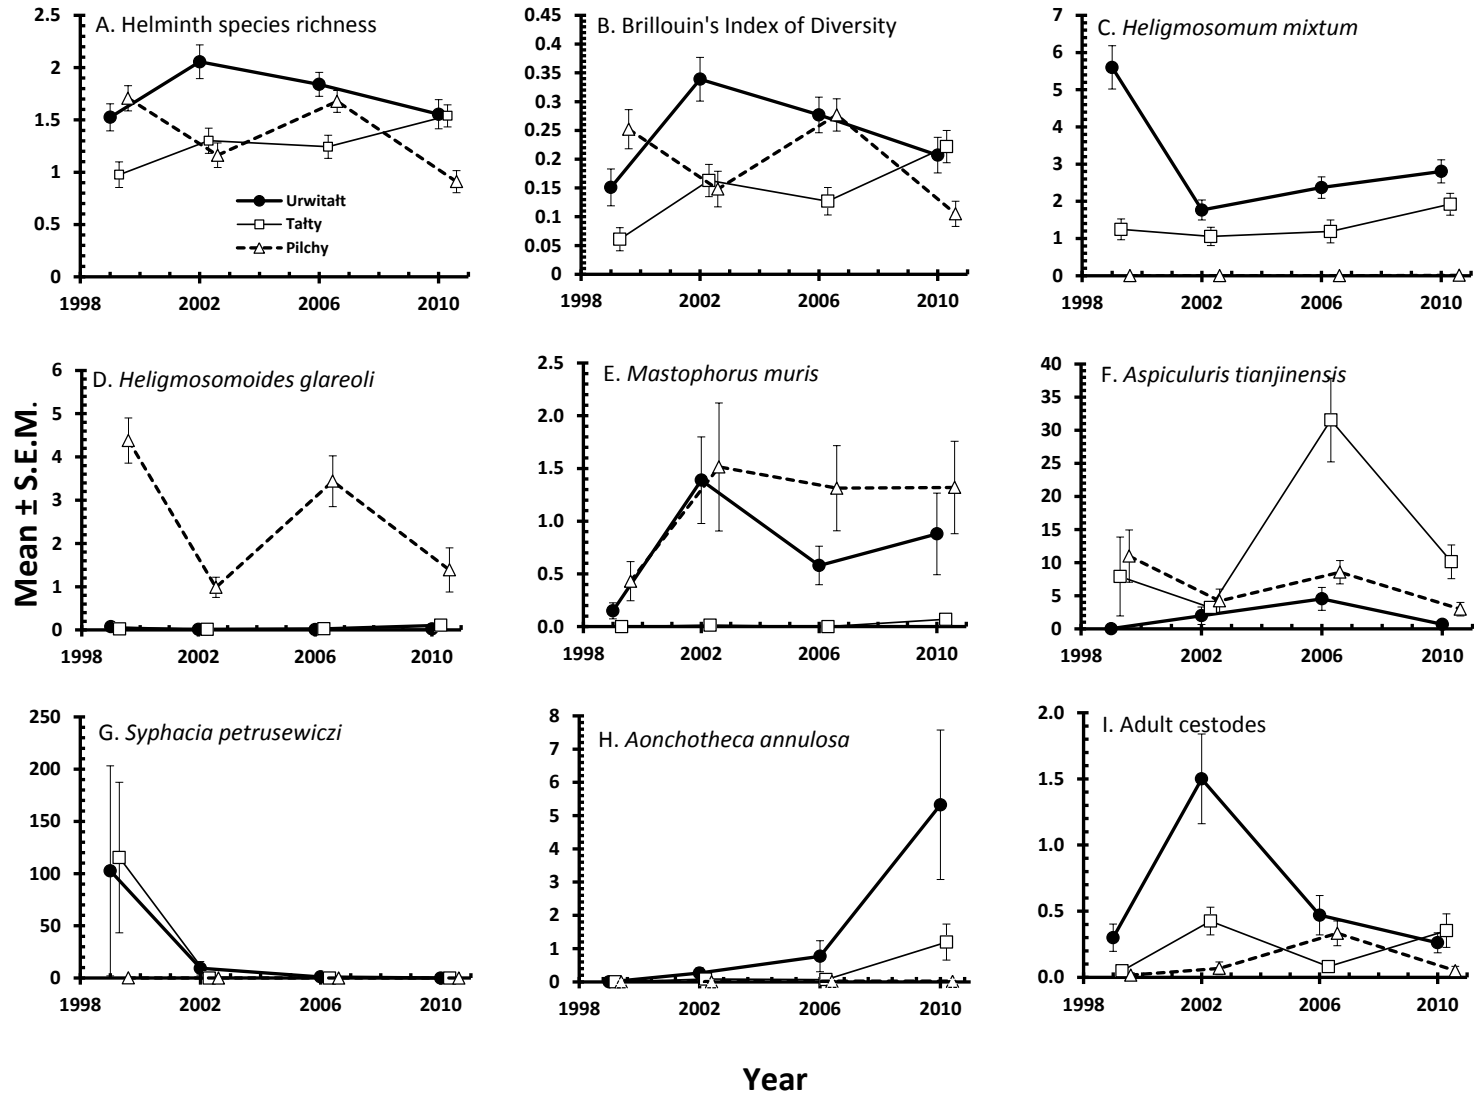 A. Helminth species richness
2.5
2
1.5
1
0.5
0
1998 2002 2006 2010
Urwitałt
Tałty
Pilchy
B. Brillouin's Index of Diversity
0.45
0.4
0.35
0.3
0.25
0.2
0.15
0.1
0.05
0
1998 2002 2006 2010
C. Heligmosomum mixtum
7
6
5
4
3
2
1
0
1998 2002 2006 2010
Mean ± S.E.M.
D. Heligmosomoides glareoli
6
5
4
3
2
1
0
1998 2002 2006 2010
E. Mastophorus muris
2.5
2.0
1.5
1.0
0.5
0.0
1998 2002 2006 2010
F. Aspiculuris tianjinensis
40
35
30
25
20
15
10
5
0
1998 2002 2006 2010
G. Syphacia petrusewiczi
250
200
150
100
50
0
1998 2002 2006 2010
H. Aonchotheca annulosa
8
7
6
5
4
3
2
1
0
1998 2002 2006 2010
I. Adult cestodes
2.0
1.5
1.0
0.5
0.0
1998 2002 2006 2010
Year